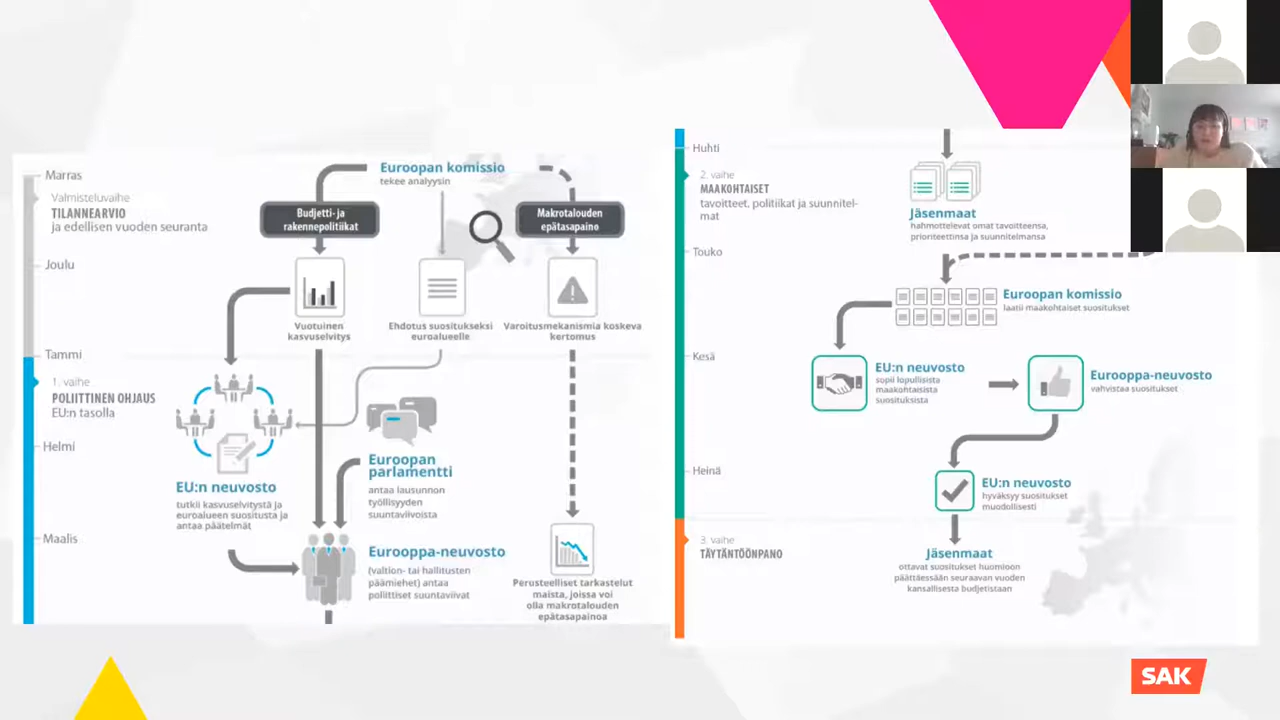 Marras
Valmisteluvaihe
TILANNEARVIO
ja edellisen vuoden seuranta
Joulu
Tammi
1. vaihe
POLIITTINEN OHJAUS
EU:n tasolla
Helmi
Maalis
Euroopan komissio
tekee analyysin
Budjetti- ja
rakennepolitiikat
Makrotalouden
epätasapaino
Vuotuinen
kasvuselvitys
Ehdotus suositukseksi
euroalueelle
Varoitusmekanismia koskeva
kertomus
EU:n neuvosto
tutkii kasvuselvitystä ja
euroalueen suositusta ja
antaa päätelmät
Euroopan
parlamentti
antaa lausunnon
työllisyyden
suuntaviivoista
Eurooppa-neuvosto
(valtion- tai hallitusten
päämiehet) antaa
poliittiset suuntaviivat
Perusteelliset tarkastelut
maista, joissa voi
olla makrotalouden
epätasapainoa
Huhti
2. vaihe
MAAKOHTAISET
tavoitteet, politiikat ja suunnitel-
mat
Touko
Kesä
Heinä
3. vaihe
TÄYTÄNTÖÖNPANO
Jäsenmaat
hahmottelevat omat tavoitteensa,
prioriteettinsa ja suunnitelmansa
Euroopan komissio
laatii maakohtaiset suositukset
EU:n neuvosto
sopii lopullisista
maakohtaisista
suosituksista
Eurooppa-neuvosto
vahvistaa suositukset
EU:n neuvosto
hyväksyy suositukset
muodollisesti
Jäsenmaat
ottavat suositukset huomioon
päättäessään seuraavan vuoden
kansallisesta budjetistaan
SAK